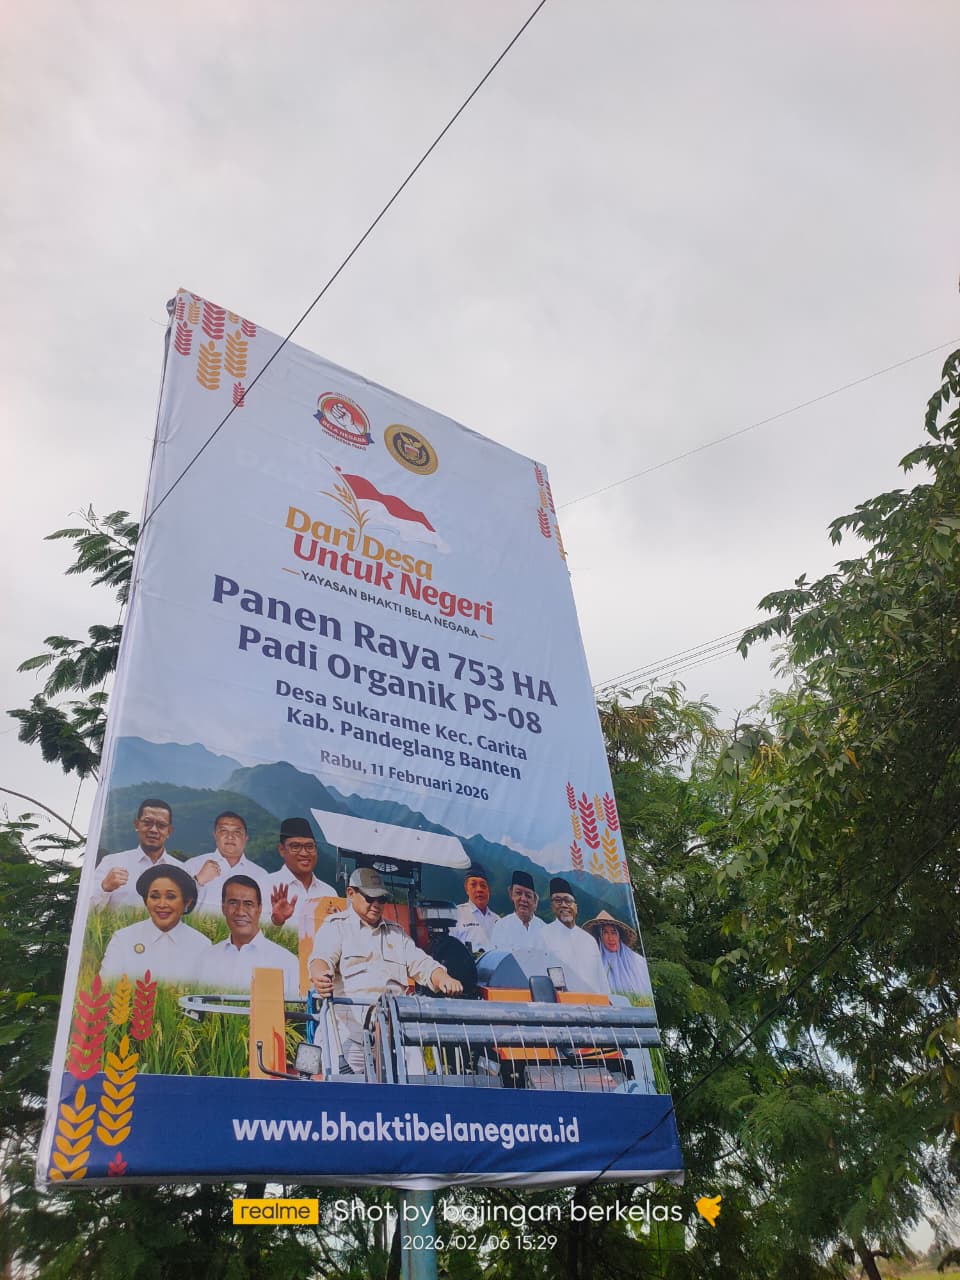 BELA NEGARA
Dari Desa
Untuk Negeri
YAYASAN BHAKTI BELA NEGARA
Panen Raya 753 HA
Padi Organik PS-08
Desa Sukarame Kec. Carita
Kab. Pandeglang Banten
Rabu, 11 Februari 2026
www.bhaktibelanegara.id
realme Shot by bajingan berkelas
2026/02/06 15:29